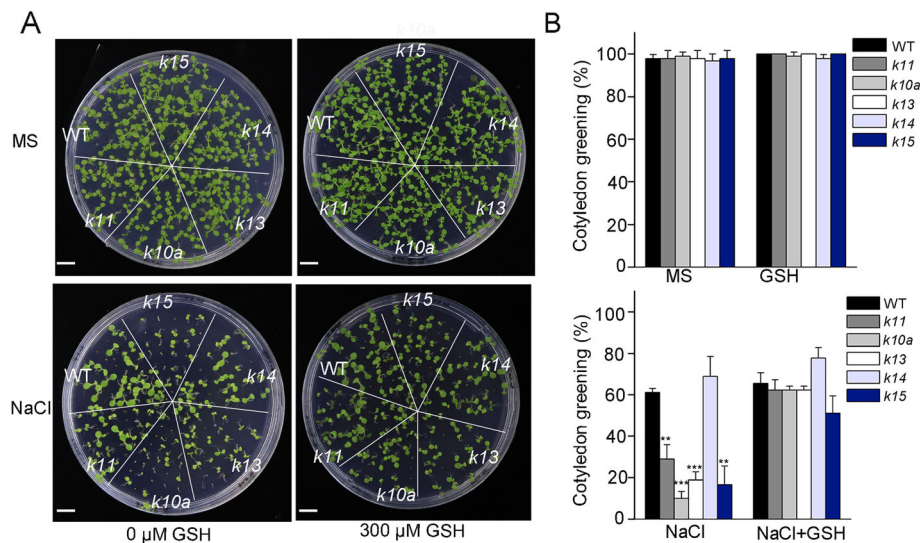 A
k10a
MS
k15
WT
k14
k11
k13
k10a
k15
WT
k14
k11
k13
k10a
NaCl
k15
WT
k14
k11
k13
k10a
k15
WT
k14
k11
k13
k10a
0 µM GSH
300 µM GSH
B
Cotyledon greening (%)
100
80
60
40
20
0
MS
GSH
WT
k11
k10a
k13
k14
k15
Cotyledon greening (%)
100
80
60
40
20
0
**
***
***
**
NaCl
NaCl+GSH
WT
k11
k10a
k13
k14
k15